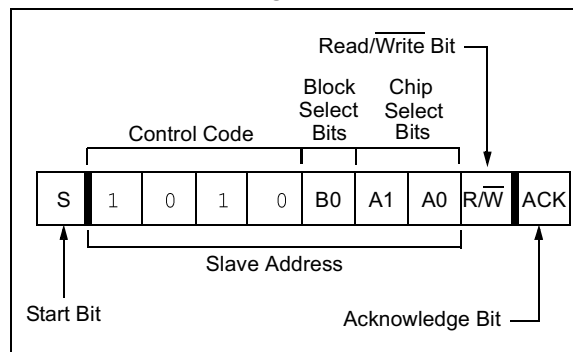 Read/Write Bit
Block Select Bits
Chip Select Bits
Control Code
S 1 0 1 0 B0 A1 A0 R/W ACK
Slave Address
Start Bit
Acknowledge Bit